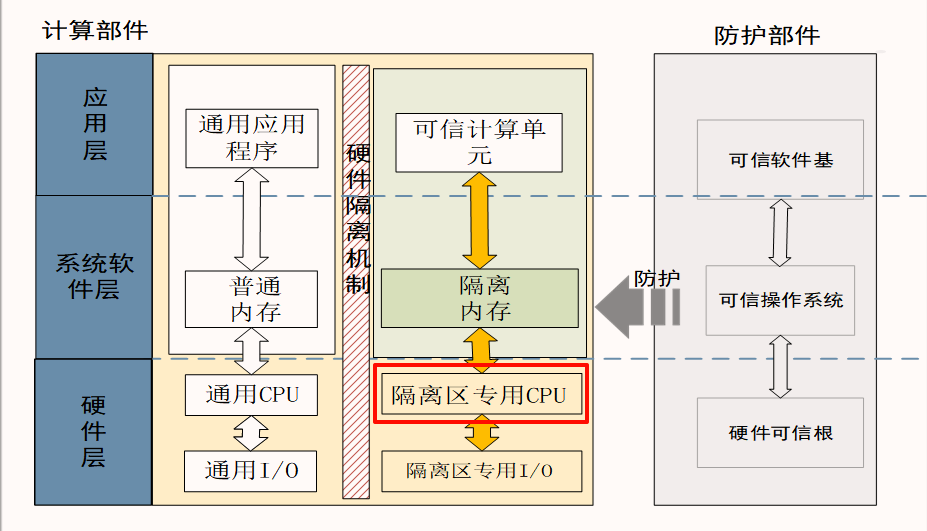 计算部件
防护部件
应
用
层
通用应用
程序
硬
件
隔
离
机
制
可信计算单
元
可信软件基
系统软
件层
普通
内存
隔离
内存
防护
可信操作系统
硬
件
层
通用CPU
隔离区专用CPU
硬件可信根
通用I/O
隔离区专用I/O